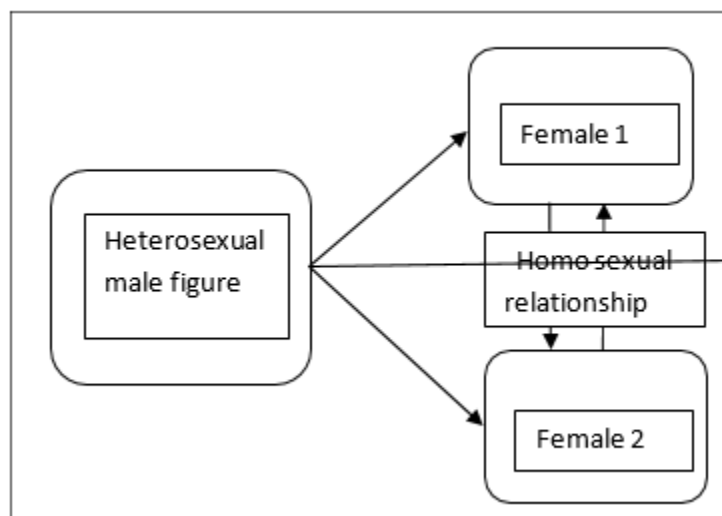 Female 1
Heterosexual
male figure
Homo sexual
relationship
Female 2